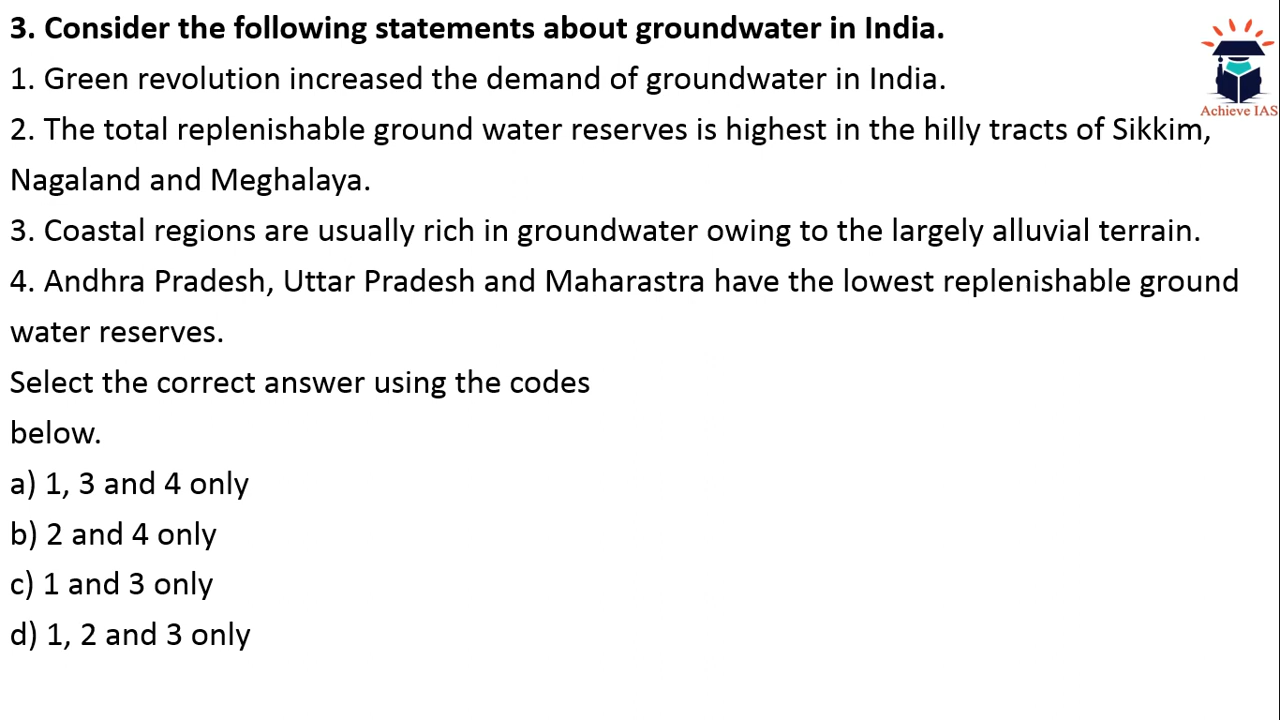 3. Consider the following statements about groundwater in India.
1. Green revolution increased the demand of groundwater in India.
Achieve IAS
2. The total replenishable ground water reserves is highest in the hilly tracts of Sikkim,
Nagaland and Meghalaya.
3. Coastal regions are usually rich in groundwater owing to the largely alluvial terrain.
4. Andhra Pradesh, Uttar Pradesh and Maharastra have the lowest replenishable ground
water reserves.
Select the correct answer using the codes
below.
a) 1, 3 and 4 only
b) 2 and 4 only
c) 1 and 3 only
d) 1, 2 and 3 only